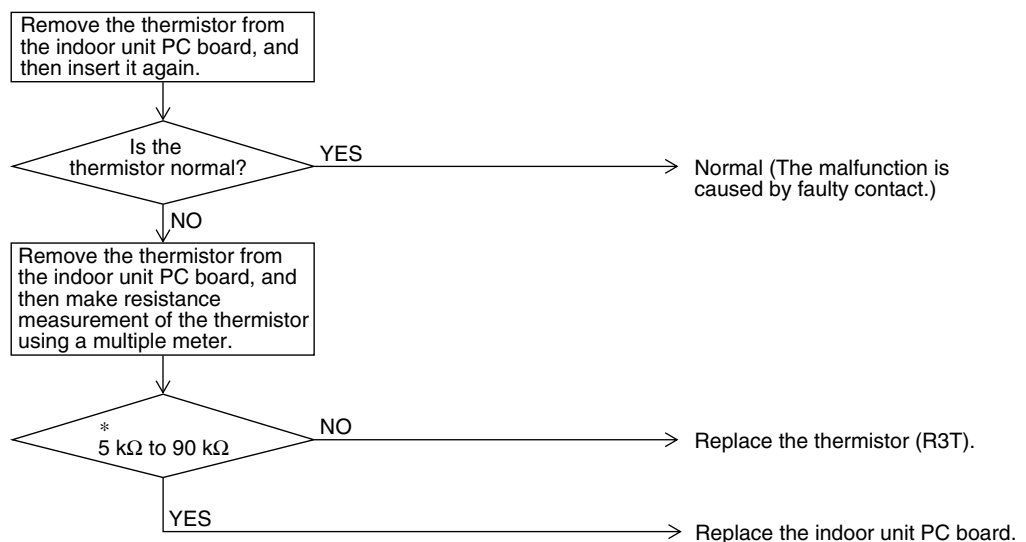 Remove the thermistor from
the indoor unit PC board, and
then insert it again.
Is the
thermistor normal?
YES
Normal (The malfunction is
caused by faulty contact.)
NO
Remove the thermistor from
the indoor unit PC board, and
then make resistance
measurement of the thermistor
using a multiple meter.
*
5 kΩ to 90 kΩ
NO
Replace the thermistor (R3T).
YES
Replace the indoor unit PC board.